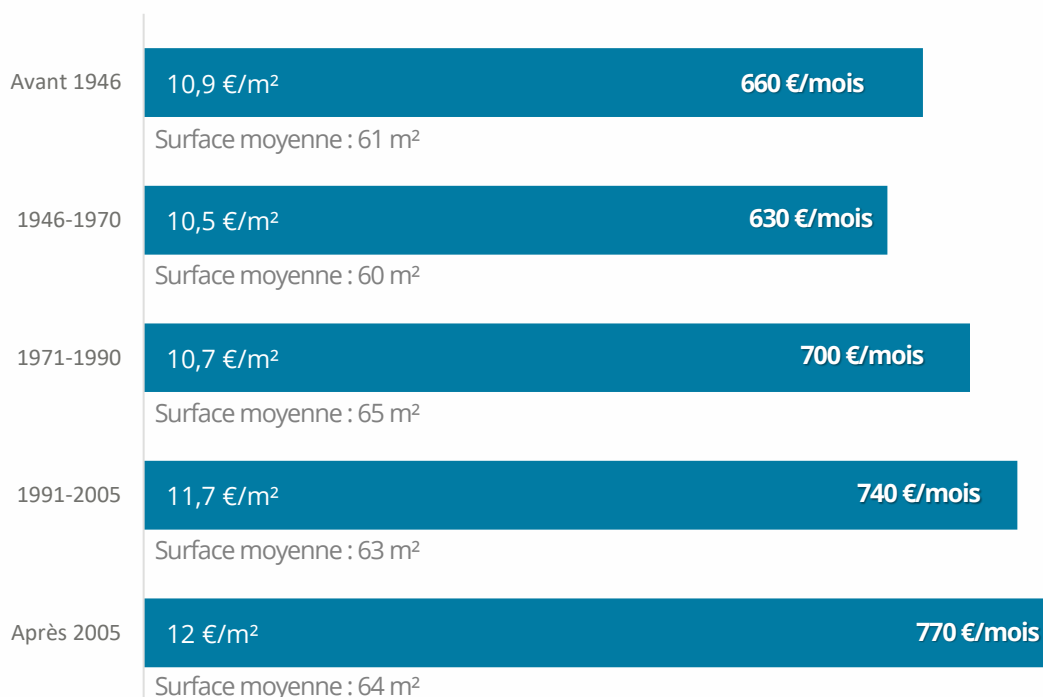 Avant 1946
10,9 €/m²
660 €/mois
Surface moyenne : 61 m²
1946-1970
10,5 €/m²
630 €/mois
Surface moyenne : 60 m²
1971-1990
10,7 €/m²
700 €/mois
Surface moyenne : 65 m²
1991-2005
11,7 €/m²
740 €/mois
Surface moyenne : 63 m²
Après 2005
12 €/m²
770 €/mois
Surface moyenne : 64 m²